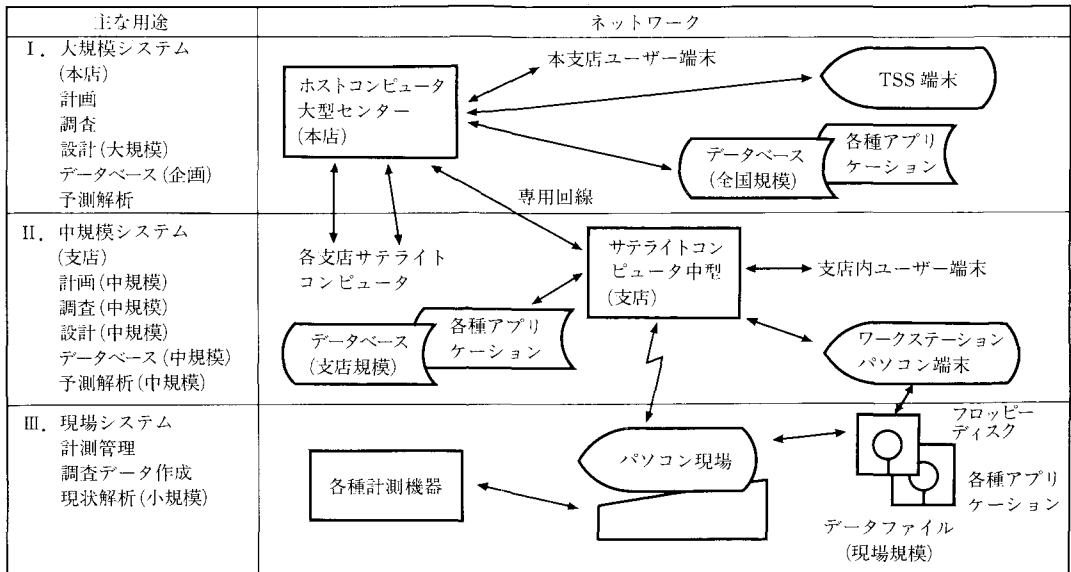 主な用途
ネットワーク
I. 大規模システム
(本店)
計画
調査
設計(大規模)
データベース(企画)
予測解析
ホストコンピュータ
大型センター
(本店)
本支店ユーザー端末
TSS端末
データベース
(全国規模)
各種アプリ
ケーション
専用回線
II. 中規模システム
(支店)
計画(中規模)
調査(中規模)
設計(中規模)
データベース(中規模)
予測解析(中規模)
各支店サテライト
コンピュータ
サテライトコン
ピュータ中型
(支店)
支店内ユーザー端末
データベース
(支店規模)
各種アプリ
ケーション
ワークステーション
パソコン端末
III. 現場システム
計測管理
調査データ作成
現状解析(小規模)
各種計測機器
パソコン現場
フロッピー
ディスク
各種アプリ
ケーション
データファイル
(現場規模)